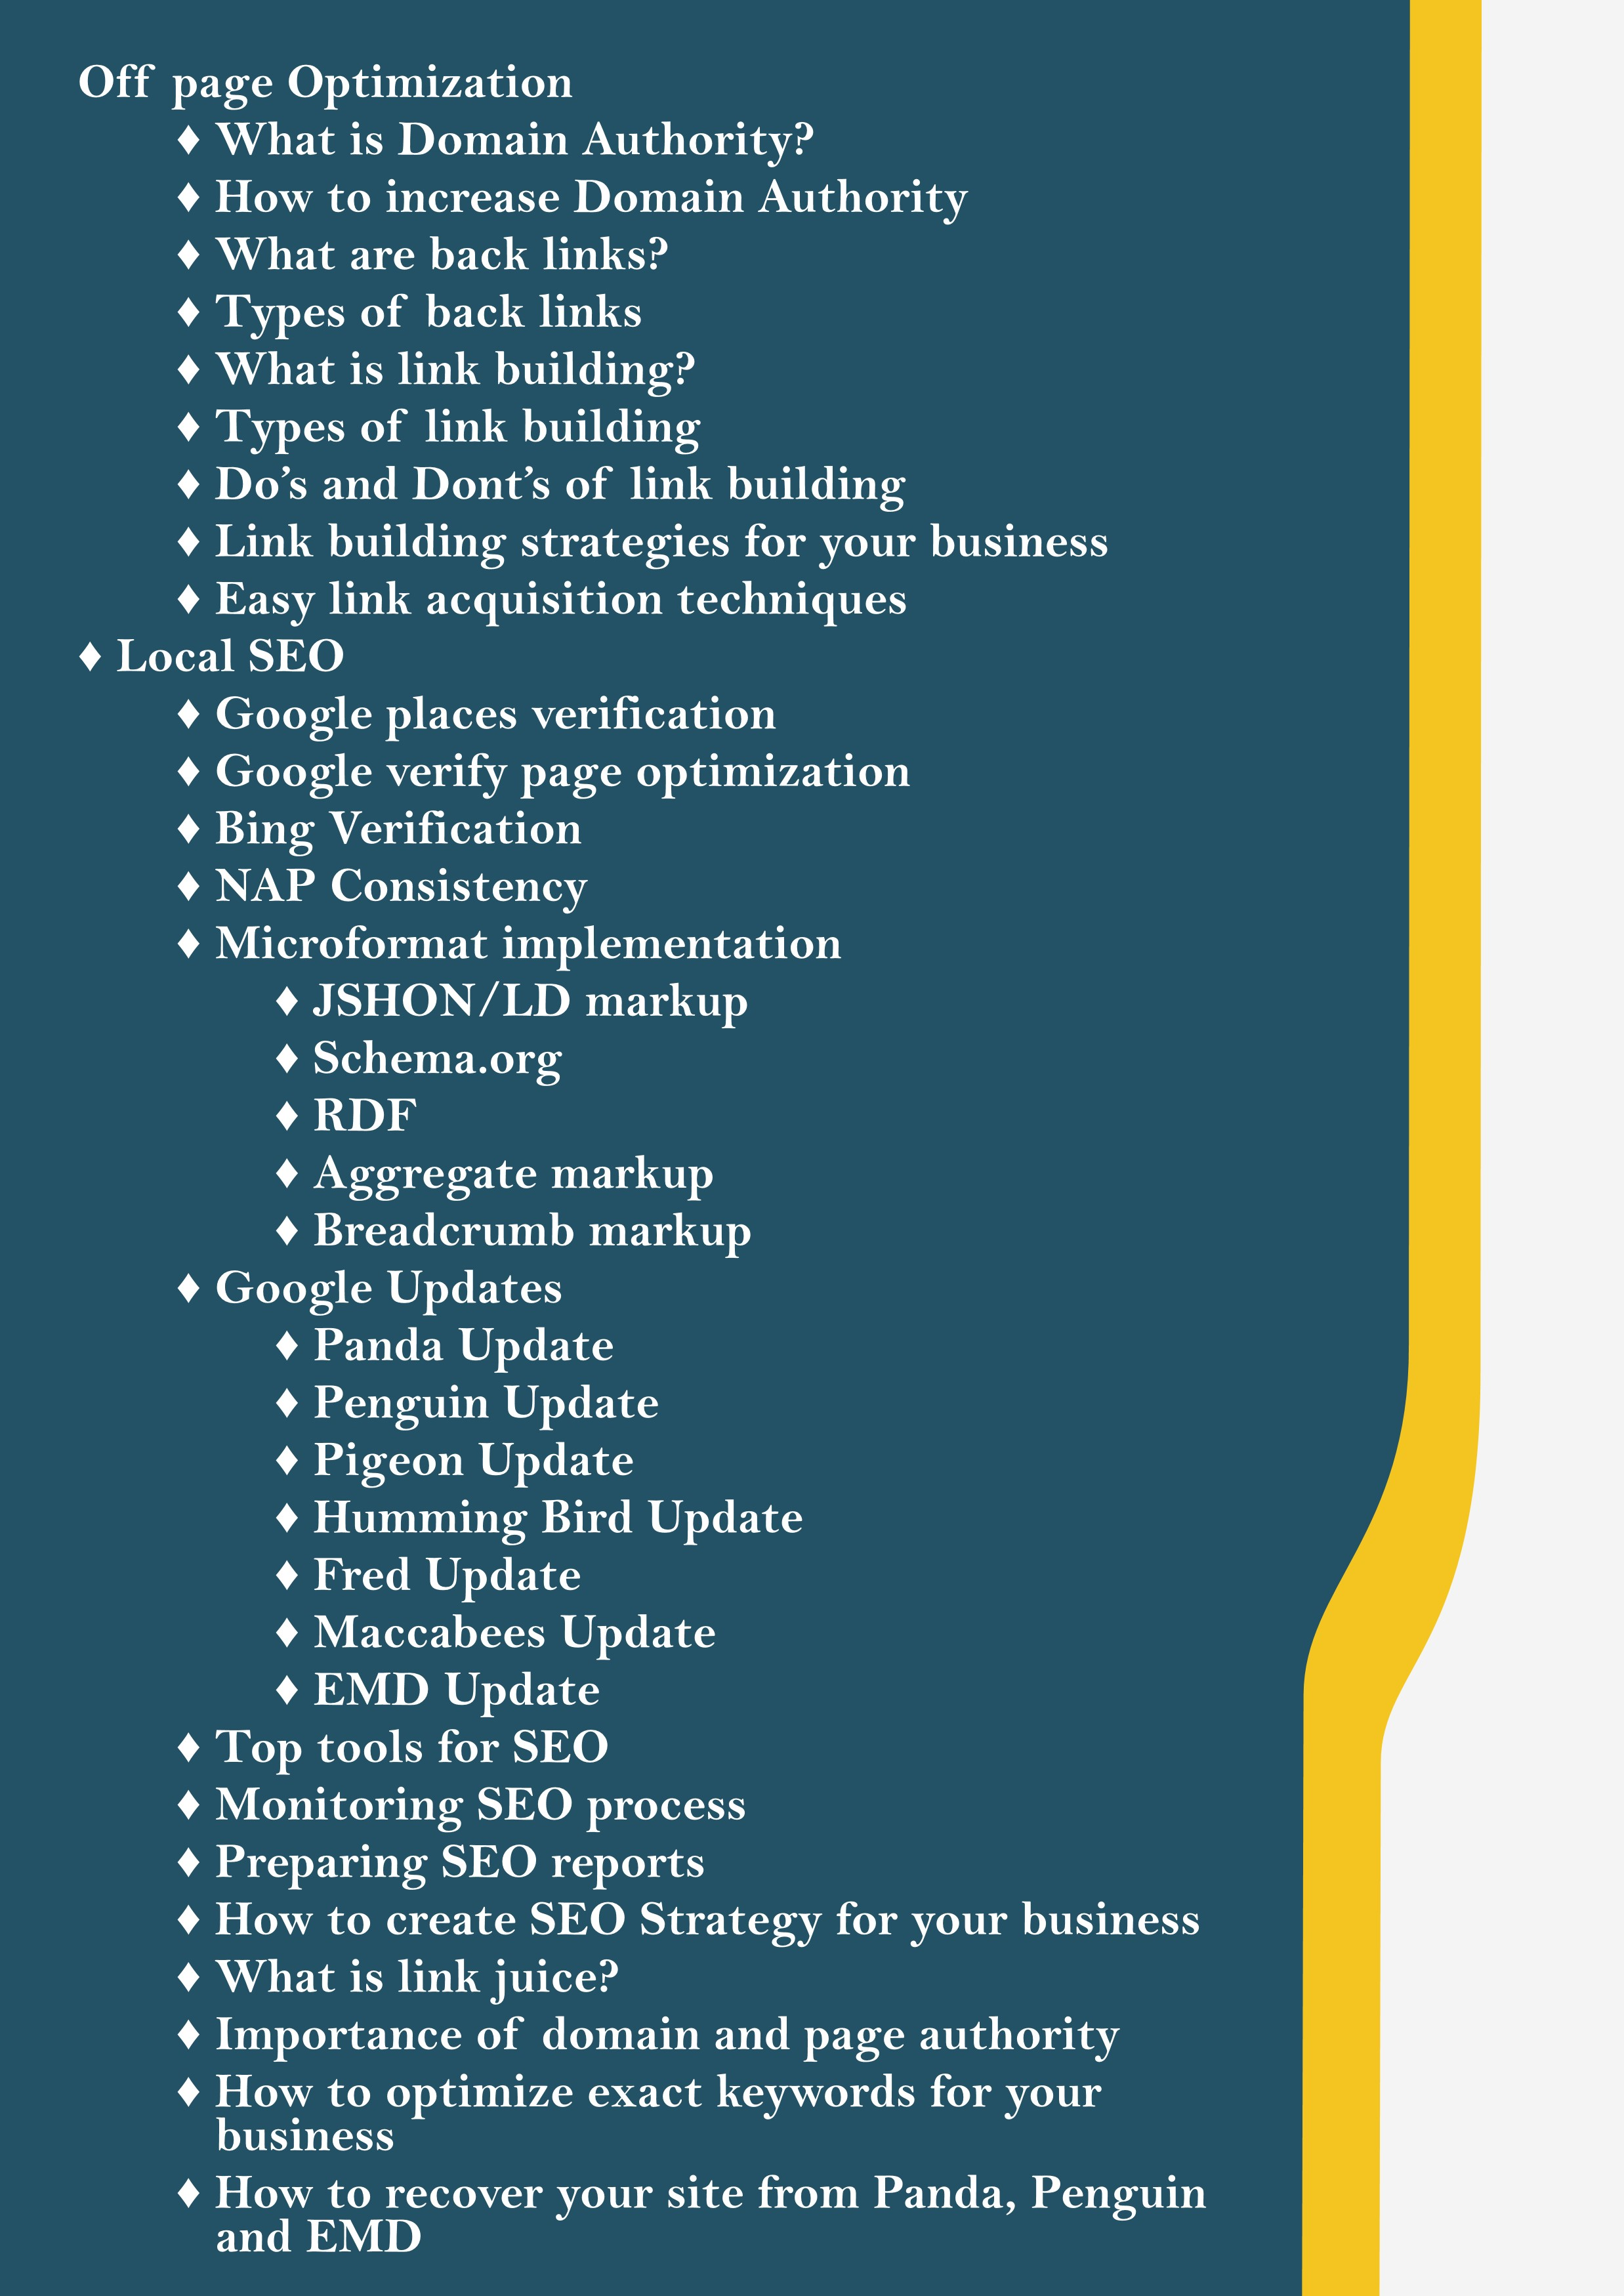 Off page Optimization
♦ What is Domain Authority?
♦ How to increase Domain Authority
♦ What are back links?
♦ Types of back links
♦ What is link building?
♦ Types of link building
♦ Do’s and Dont’s of link building
♦ Link building strategies for your business
♦ Easy link acquisition techniques
♦ Local SEO
♦ Google places verification
♦ Google verify page optimization
♦ Bing Verification
♦ NAP Consistency
♦ Microformat implementation
♦ JSHON/LD markup
♦ Schema.org
♦ RDF
♦ Aggregate markup
♦ Breadcrumb markup
♦ Google Updates
♦ Panda Update
♦ Penguin Update
♦ Pigeon Update
♦ Humming Bird Update
♦ Fred Update
♦ Maccabees Update
♦ EMD Update
♦ Top tools for SEO
♦ Monitoring SEO process
♦ Preparing SEO reports
♦ How to create SEO Strategy for your business
♦ What is link juice?
♦ Importance of domain and page authority
♦ How to optimize exact keywords for your
business
♦ How to recover your site from Panda, Penguin
and EMD